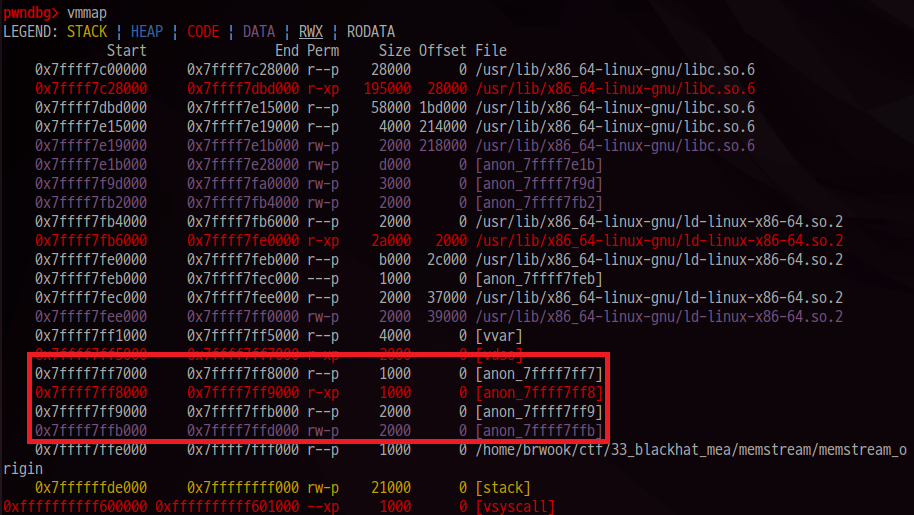 pwndbg> vmmap
LEGEND: STACK | HEAP | CODE | DATA | RWX | RODATA
Start End Perm Size Offset File
0x7ffff7c00000 0x7ffff7c28000 r--p 28000 0 /usr/lib/x86_64-linux-gnu/libc.so.6
0x7ffff7c28000 0x7ffff7dbd000 r-xp 195000 28000 /usr/lib/x86_64-linux-gnu/libc.so.6
0x7ffff7dbd000 0x7ffff7e15000 r--p 58000 1bd000 /usr/lib/x86_64-linux-gnu/libc.so.6
0x7ffff7e15000 0x7ffff7e19000 r--p 4000 214000 /usr/lib/x86_64-linux-gnu/libc.so.6
0x7ffff7e19000 0x7ffff7e1b000 rw-p 2000 218000 /usr/lib/x86_64-linux-gnu/libc.so.6
0x7ffff7e1b000 0x7ffff7e28000 rw-p d000 0 [anon_7ffff7e1b]
0x7ffff7f9d000 0x7ffff7fa0000 rw-p 3000 0 [anon_7ffff7f9d]
0x7ffff7fb2000 0x7ffff7fb4000 rw-p 2000 0 [anon_7ffff7fb2]
0x7ffff7fb4000 0x7ffff7fb6000 r--p 2000 0 /usr/lib/x86_64-linux-gnu/ld-linux-x86-64.so.2
0x7ffff7fb6000 0x7ffff7fe0000 r-xp 2a000 2000 /usr/lib/x86_64-linux-gnu/ld-linux-x86-64.so.2
0x7ffff7fe0000 0x7ffff7feb000 r--p b000 2c000 /usr/lib/x86_64-linux-gnu/ld-linux-x86-64.so.2
0x7ffff7feb000 0x7ffff7fec000 ---p 1000 0 [anon_7ffff7feb]
0x7ffff7fec000 0x7ffff7fee000 r--p 2000 37000 /usr/lib/x86_64-linux-gnu/ld-linux-x86-64.so.2
0x7ffff7fee000 0x7ffff7ff0000 rw-p 2000 39000 /usr/lib/x86_64-linux-gnu/ld-linux-x86-64.so.2
0x7ffff7ff1000 0x7ffff7ff5000 r--p 4000 0 [vvar]
0x7ffff7ff5000 0x7ffff7ff7000 r-xp 2000 0 [vdso]
0x7ffff7ff7000 0x7ffff7ff8000 r--p 1000 0 [anon_7ffff7ff7]
0x7ffff7ff8000 0x7ffff7ff9000 r-xp 1000 0 [anon_7ffff7ff8]
0x7ffff7ff9000 0x7ffff7ffb000 r--p 2000 0 [anon_7ffff7ff9]
0x7ffff7ffb000 0x7ffff7ffd000 rw-p 2000 0 [anon_7ffff7ffb]
0x7ffff7ffe000 0x7ffff7fff000 r--p 1000 0 /home/brwook/ctf/33_blackhat_mea/memstream/memstream_o
rigin
0x7ffffffde000 0x7ffffffff000 rw-p 21000 0 [stack]
0xffffffffff600000 0xffffffffff601000 --xp 1000 0 [vsyscall]